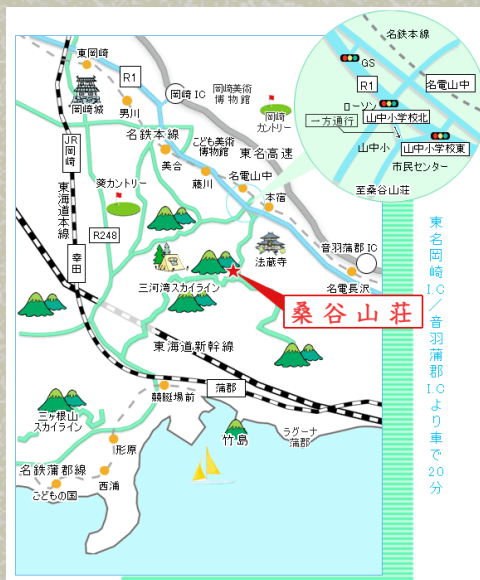 名鉄本線
GS
R1
名電山中
ローソン
山中小学校北
一方通行
山中小
山中小学校東
市民センター
至桑谷山荘
東岡崎
R1
岡崎IC
岡崎美術
博物館
岡崎城
男川
岡崎
カントリー
JR
岡崎
名鉄本線
こども美術
博物館
東名高速
美合
藤川
名電山中
本宿
東海道本線
葵カントリー
R248
幸田
法蔵寺
音羽蒲郡IC
名電長沢
三河湾スカイライン
桑谷山荘
東海道新幹線
競艇場前
蒲郡
三ヶ根山
スカイライン
竹島
ラグーナ
蒲郡
形原
名鉄蒲郡線
西浦
こどもの国
東名岡崎I.C／音羽蒲郡I.Cより車で20分